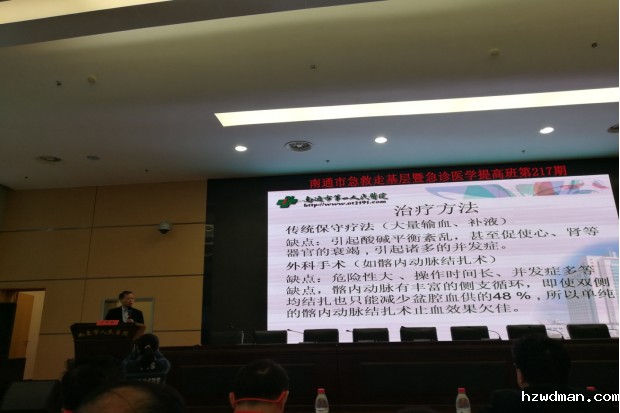 南通市急救走基层暨急诊医学提高班第217期
南通市第一人民医院
治疗方法
传统保守疗法（大量输血、补液）
缺点：引起酸碱平衡紊乱，甚至促使心、肾等
器官的衰竭，引起诸多的并发症。
外科手术（如髂内动脉结扎术）
缺点：危险性大、操作时间长、并发症多等
缺点，髂内动脉有丰富的侧支循环，即使双侧
均结扎也只能减少盆腔血供的48％，所以单纯
的髂内动脉结扎术止血效果欠佳。
hzwdman.com